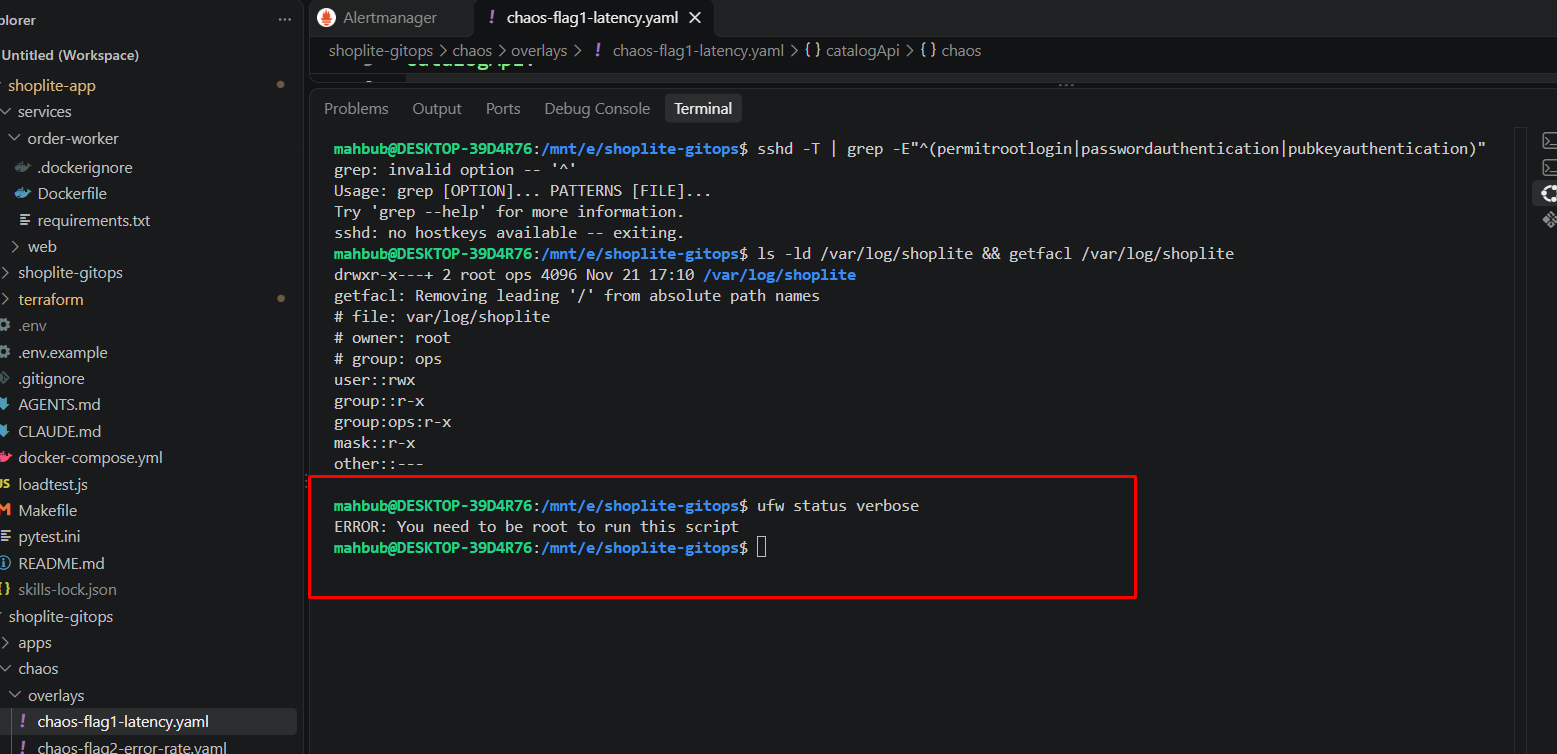 plorer
···
Untitled (Workspace)
shoplite-app
services
order-worker
.dockerignore
Dockerfile
requirements.txt
web
shoplite-gitops
terraform
.env
.env.example
.gitignore
AGENTS.md
CLAUDE.md
docker-compose.yml
JS loadtest.js
Makefile
pytest.ini
README.md
skills-lock.json
shoplite-gitops
apps
chaos
overlays
! chaos-flag1-latency.yaml
! chaos-flag2-error-rate.yaml
Alertmanager
! chaos-flag1-latency.yaml
shoplite-gitops > chaos > overlays > ! chaos-flag1-latency.yaml > {} catalogApi > {} chaos
catalogApi:
Problems Output Ports Debug Console Terminal
mahbub@DESKTOP-39D4R76:/mnt/e/shoplite-gitops$ sshd -T | grep -E"^(permitrootlogin|passwordauthentication|pubkeyauthentication)"
grep: invalid option -- '^'
Usage: grep [OPTION]... PATTERNS [FILE]...
Try 'grep --help' for more information.
sshd: no hostkeys available -- exiting.
mahbub@DESKTOP-39D4R76:/mnt/e/shoplite-gitops$ ls -ld /var/log/shoplite && getfacl /var/log/shoplite
drwxr-x---+ 2 root ops 4096 Nov 21 17:10 /var/log/shoplite
getfacl: Removing leading '/' from absolute path names
# file: var/log/shoplite
# owner: root
# group: ops
user::rwx
group::r-x
group:ops:r-x
mask::r-x
other::---
mahbub@DESKTOP-39D4R76:/mnt/e/shoplite-gitops$ ufw status verbose
ERROR: You need to be root to run this script
mahbub@DESKTOP-39D4R76:/mnt/e/shoplite-gitops$